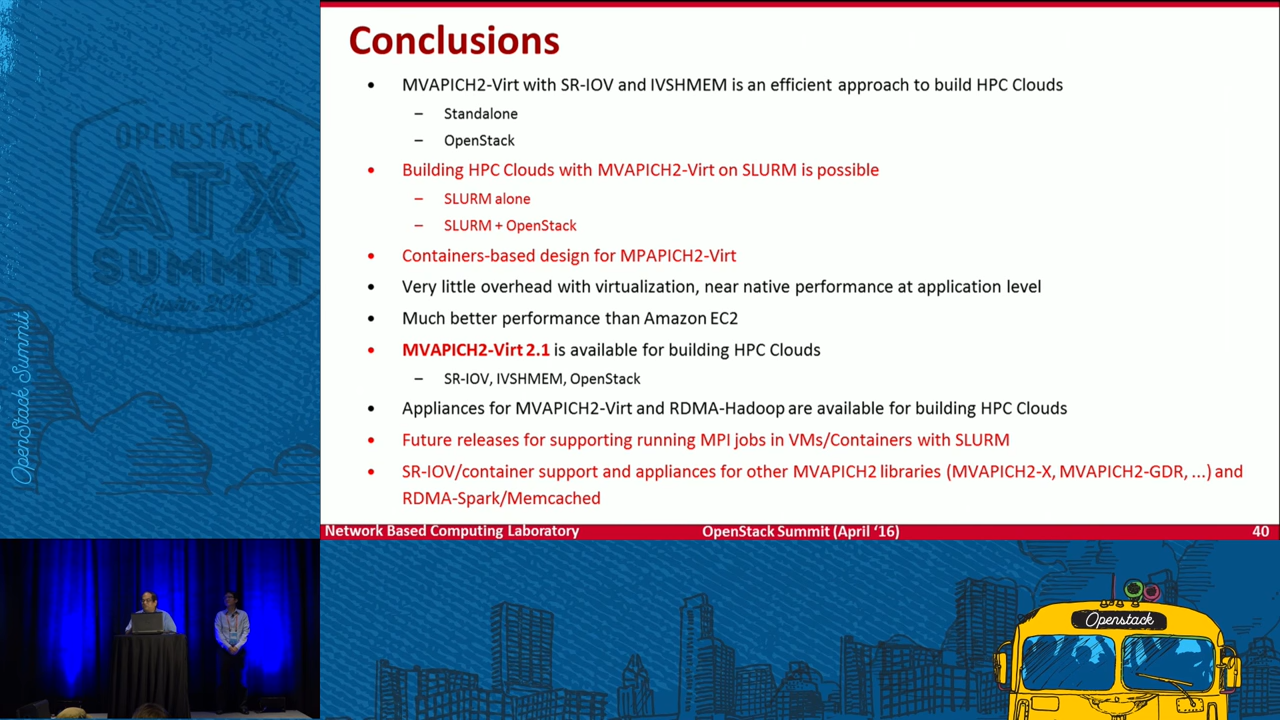 Conclusions
• MVAPICH2-Virt with SR-IOV and IVSHMEM is an efficient approach to build HPC Clouds
– Standalone
– OpenStack
• Building HPC Clouds with MVAPICH2-Virt on SLURM is possible
– SLURM alone
– SLURM + OpenStack
• Containers-based design for MPAPICH2-Virt
• Very little overhead with virtualization, near native performance at application level
• Much better performance than Amazon EC2
• MVAPICH2-Virt 2.1 is available for building HPC Clouds
– SR-IOV, IVSHMEM, OpenStack
• Appliances for MVAPICH2-Virt and RDMA-Hadoop are available for building HPC Clouds
• Future releases for supporting running MPI jobs in VMs/Containers with SLURM
• SR-IOV/container support and appliances for other MVAPICH2 libraries (MVAPICH2-X, MVAPICH2-GDR, ...) and
RDMA-Spark/Memcached
Network Based Computing Laboratory
OpenStack Summit (April ‘16)
40
OPENSTACK
ATX
SUMMIT
OpenStack Summit
Openstack